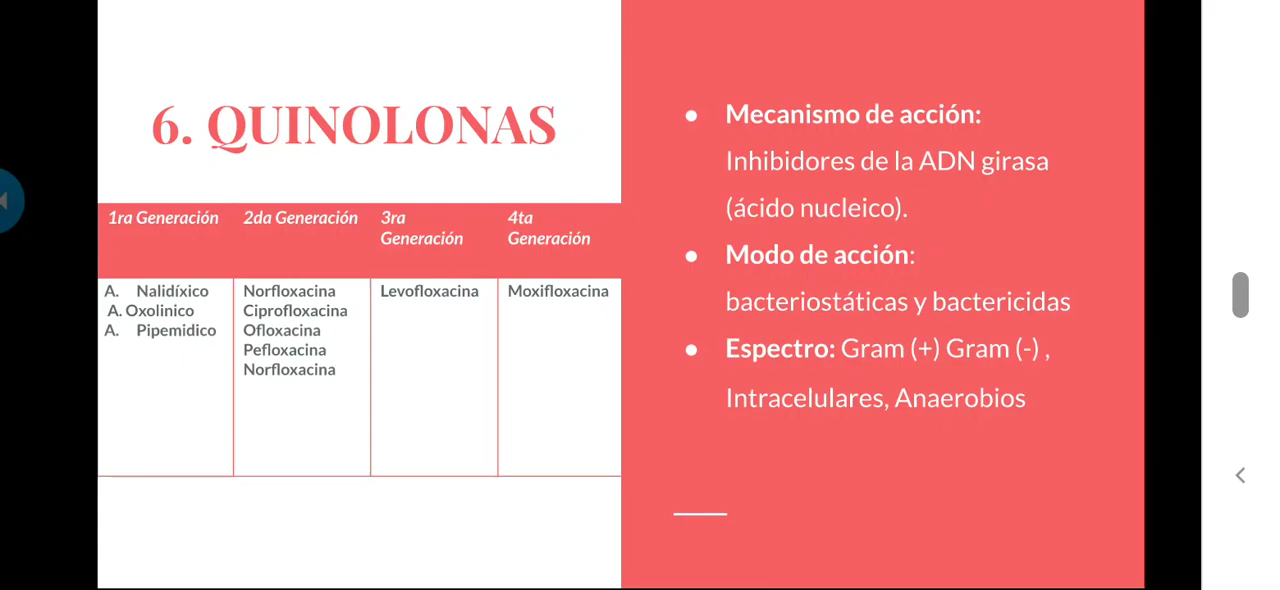 6. QUINOLONAS
1ra Generación
2da Generación
3ra
Generación
4ta
Generación
A. Nalidíxico
A. Oxolinico
A. Pipemidico
Norfloxacina
Ciprofloxacina
Ofloxacina
Pefloxacina
Norfloxacina
Levofloxacina
Moxifloxacina
● Mecanismo de acción:
Inhibidores de la ADN girasa
(ácido nucleico).
● Modo de acción:
bacteriostáticas y bactericidas
● Espectro: Gram (+) Gram (-) ,
Intracelulares, Anaerobios